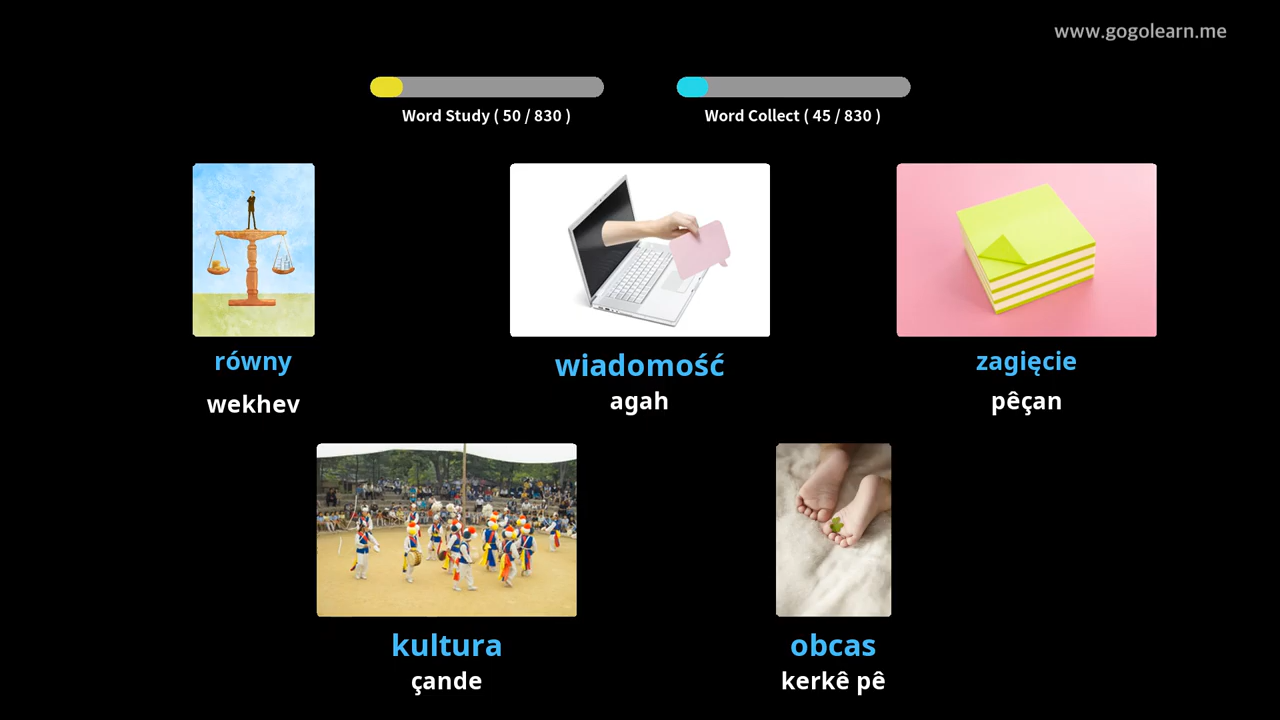 www.gogolearn.me
Word Study ( 50 / 830 )
Word Collect ( 45 / 830 )
równy
wekhev
wiadomość
agah
zagięcie
pêçan
kultura
çande
obcas
kerkê pê